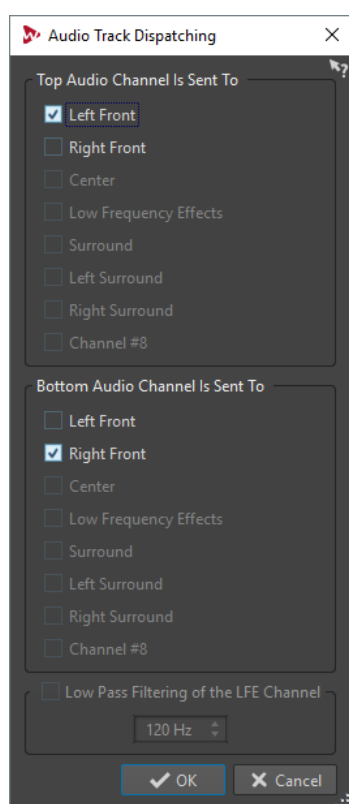 Audio Track Dispatching
Top Audio Channel Is Sent To
Left Front
Right Front
Center
Low Frequency Effects
Surround
Left Surround
Right Surround
Channel #8
Bottom Audio Channel Is Sent To
Left Front
Right Front
Center
Low Frequency Effects
Surround
Left Surround
Right Surround
Channel #8
Low Pass Filtering of the LFE Channel
120 Hz
OK Cancel